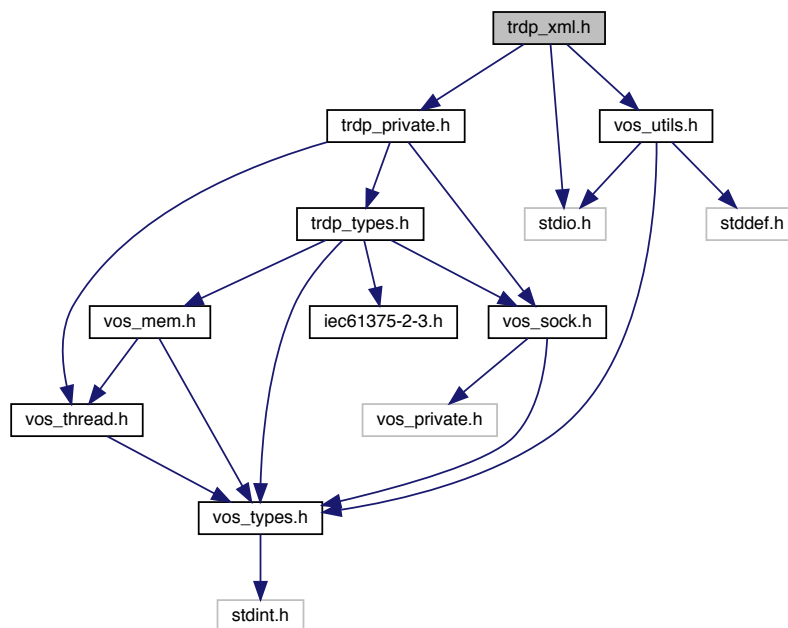 trdp_xml.h
trdp_private.h
vos_utils.h
trdp_types.h
stdio.h
stddef.h
vos_mem.h
iec61375-2-3.h
vos_sock.h
vos_thread.h
vos_private.h
vos_types.h
stdint.h